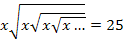 x√(x√(x√(x…))) = 25